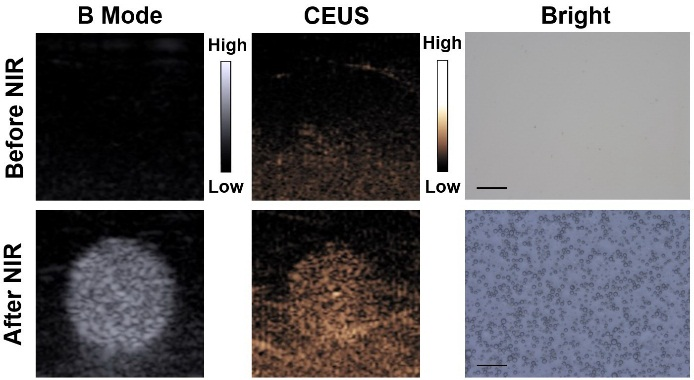 B Mode
CEUS
Bright
Before NIR
High
Low
High
Low
After NIR